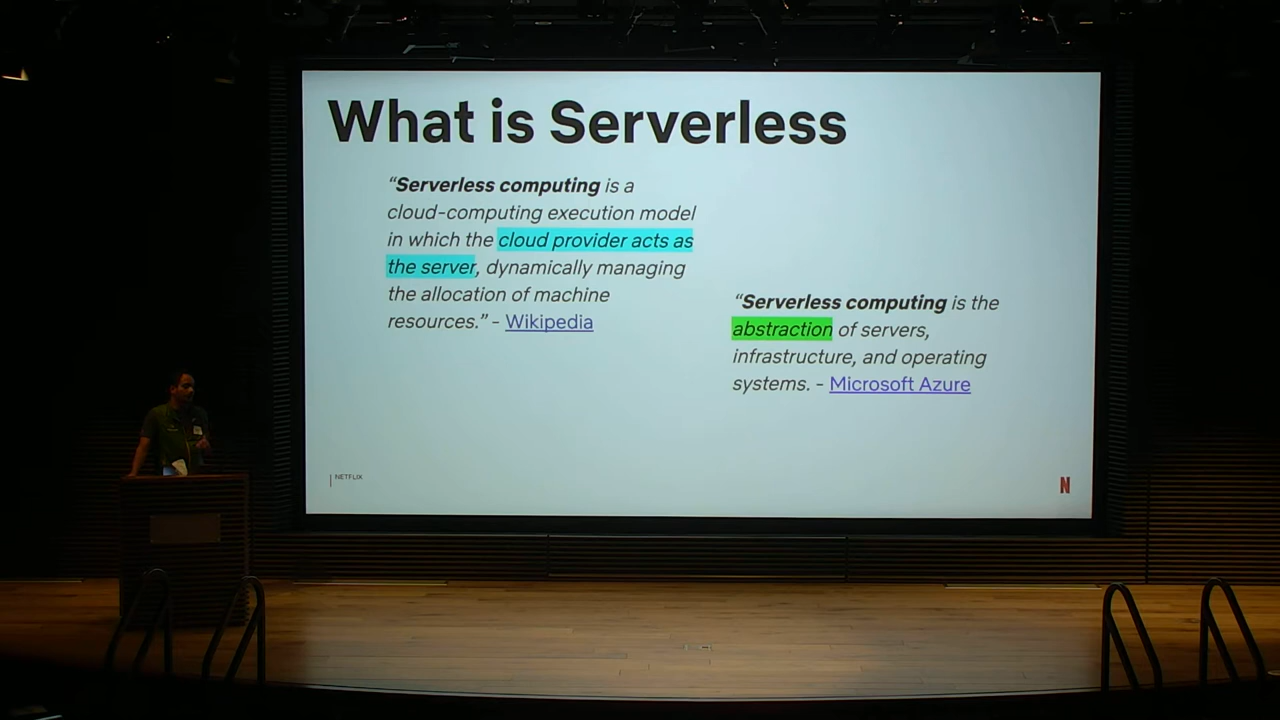 What is Serverless
“Serverless computing is a
cloud-computing execution model
in which the cloud provider acts as
the server, dynamically managing
the allocation of machine
resources.” - Wikipedia
“Serverless computing is the
abstraction of servers,
infrastructure, and operating
systems. - Microsoft Azure
NETFLIX
N